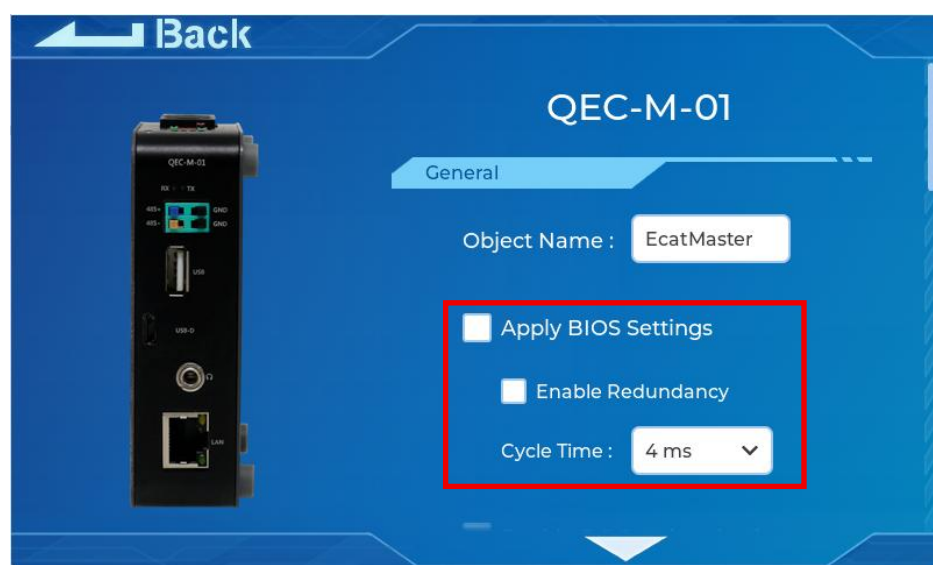 Back
QEC-M-01
General
Object Name :
EcatMaster
Apply BIOS Settings
Enable Redundancy
Cycle Time :
4 ms
QEC-M-01
RX
TX
485+
GND
485-
GND
USB
USB-D
LAN